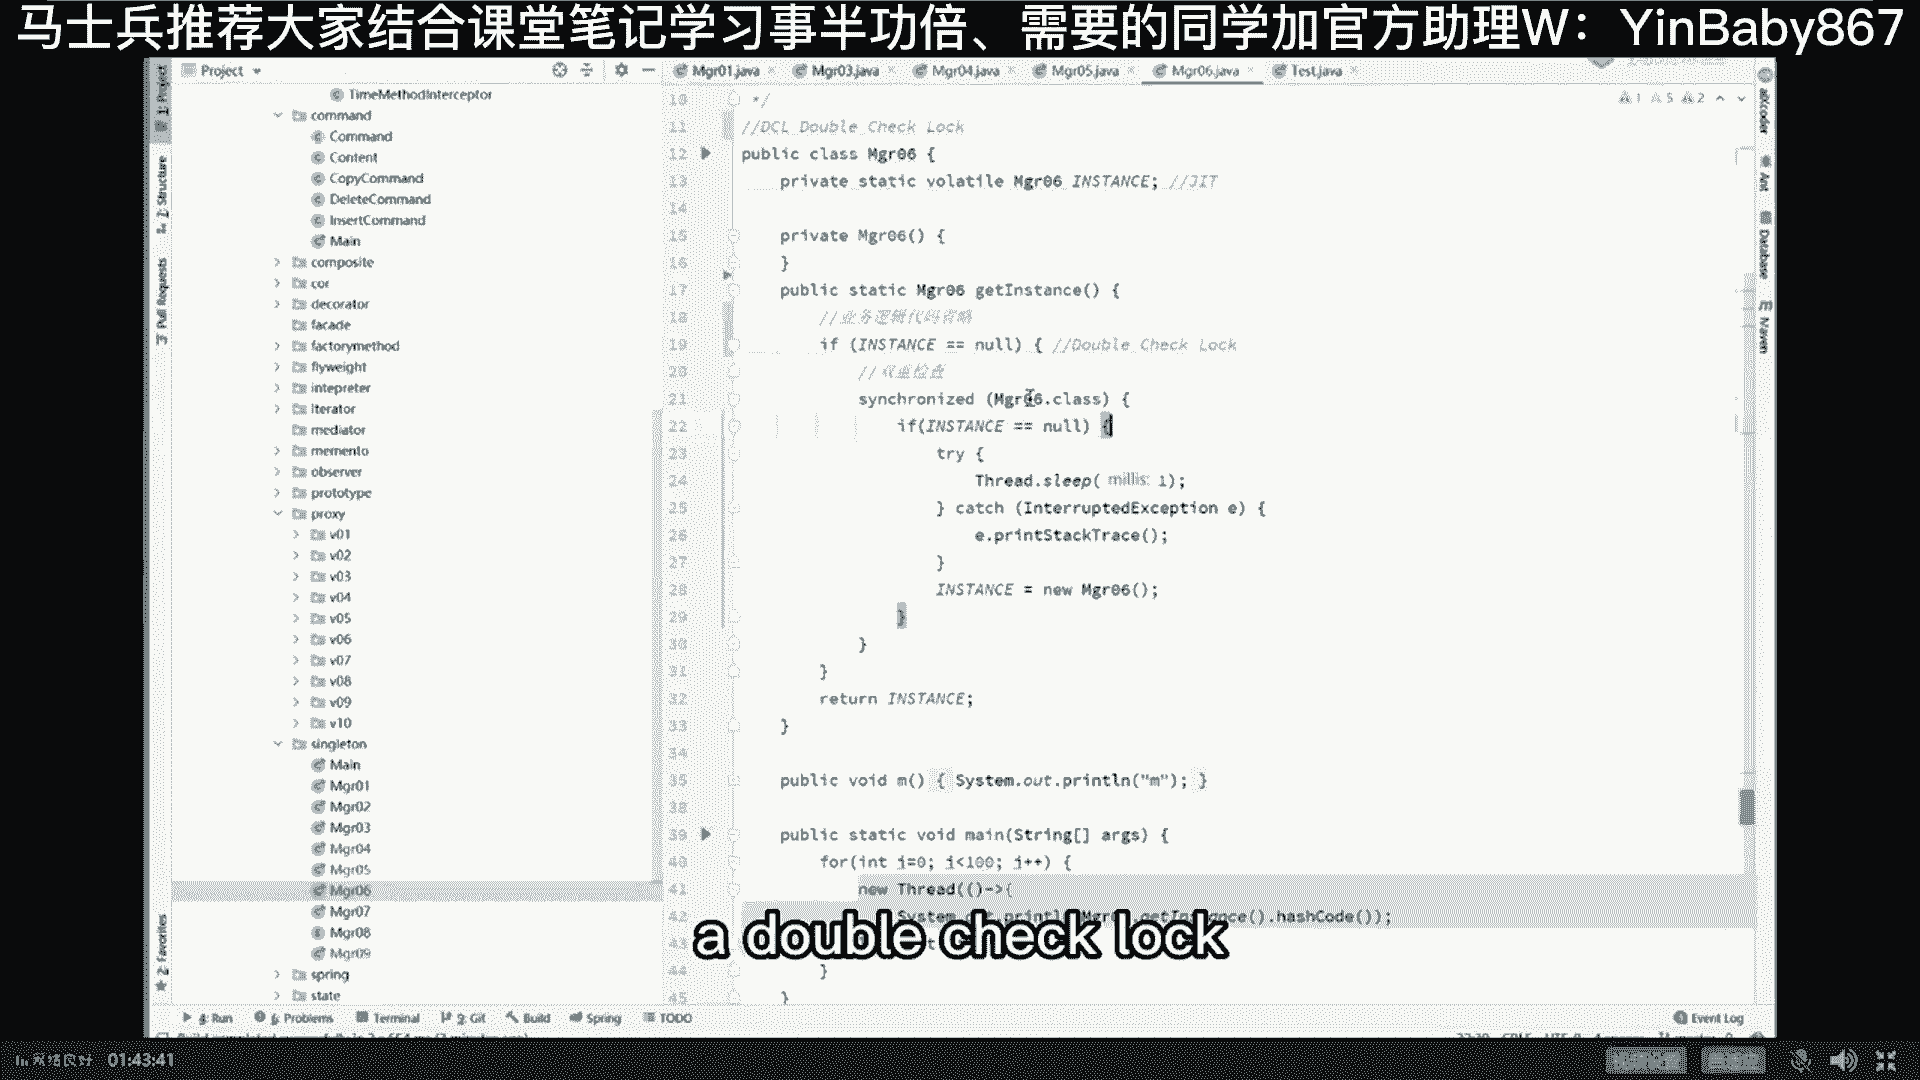 马士兵推荐大家结合课堂笔记学习事半功倍、需要的同学加官方助理W：YinBaby867
Project
Mgr01.java
Mgr03.java
Mgr04.java
Mgr05.java
Mgr06.java
Test.java
1: Project
Z: Structure
Pull Requests
2: Favorites
TimeMethodInterceptor
command
Command
Content
CopyCommand
DeleteCommand
InsertCommand
Main
composite
cor
decorator
facade
factorymethod
flyweight
intepreter
iterator
mediator
memento
observer
prototype
proxy
v01
v02
v03
v04
v05
v06
v07
v08
v09
v10
singleton
Main
Mgr01
Mgr02
Mgr03
Mgr04
Mgr05
Mgr06
Mgr07
Mgr08
Mgr09
spring
state
1 5 2
10 */
11 //DCL Double Check Lock
12 public class Mgr06 {
13 private static volatile Mgr06 INSTANCE; //JIT
14
15 private Mgr06() {
16 }
17 public static Mgr06 getInstance() {
18 //业务逻辑代码省略
19 if (INSTANCE == null) { //Double Check Lock
20 //双重检查
21 synchronized (Mgr06.class) {
22 if(INSTANCE == null) {
23 try {
24 Thread.sleep( millis: 1);
25 } catch (InterruptedException e) {
26 e.printStackTrace();
27 }
28 INSTANCE = new Mgr06();
29 }
30 }
31 }
32 return INSTANCE;
33 }
34
35 public void m() { System.out.println("m"); }
38
39 public static void main(String[] args) {
40 for(int i=0; i<100; i++) {
41 new Thread(()->{
42 System.out.println(Mgr06.getInstance().hashCode());
43
44 }
45 }
aiXcoder
Ant
Database
Maven
a double check lock
4: Run
6: Problems
Terminal
9: Git
Build
Spring
TODO
Event Log
网络良好 01:43:41